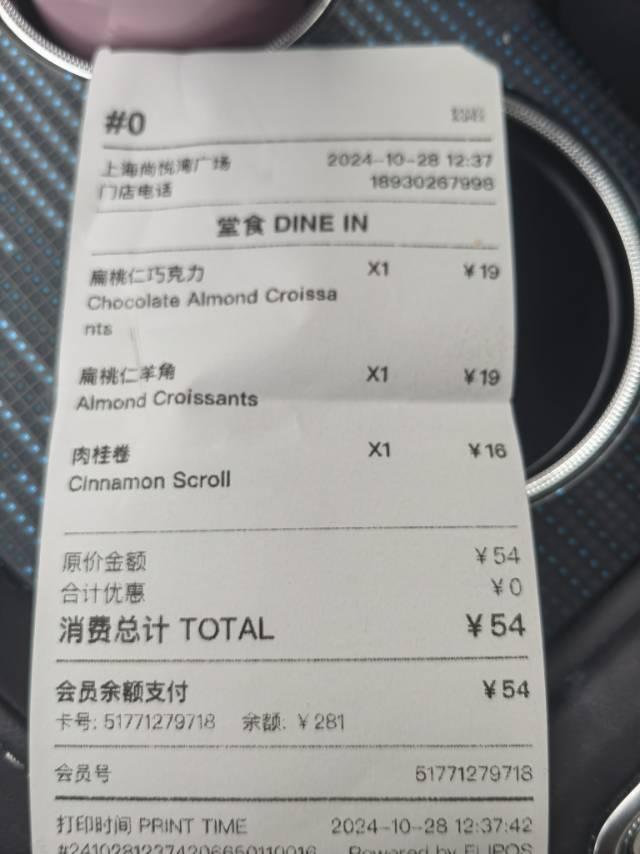 #0
上海尚悦湾广场 2024-10-28 12:37
门店电话 18930267998
堂食 DINE IN
扁桃仁巧克力 X1 ¥19
Chocolate Almond Croissa
nts
扁桃仁羊角 X1 ¥19
Almond Croissants
肉桂卷 X1 ¥16
Cinnamon Scroll
原价金额 ¥54
合计优惠 ¥0
消费总计 TOTAL ¥54
会员余额支付 ¥54
卡号: 51771279718 余额: ¥281
会员号 51771279718
打印时间 PRINT TIME 2024-10-28 12:37:42
Powered by ELIPOS